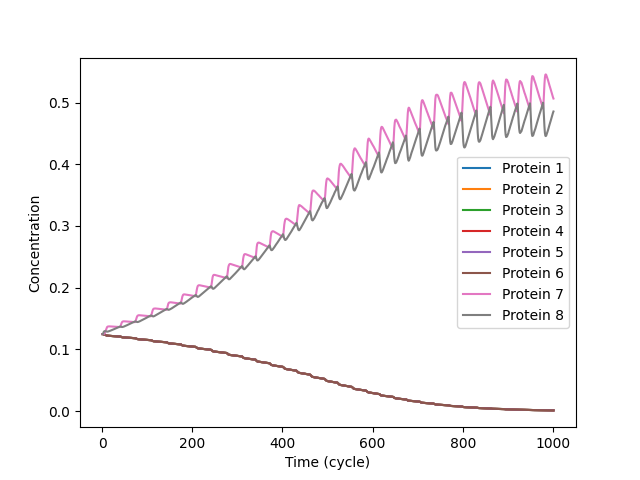 0.5
0.4
0.3
0.2
0.1
0.0
Concentration
0
200
400
600
800
1000
Time (cycle)
Protein 1
Protein 2
Protein 3
Protein 4
Protein 5
Protein 6
Protein 7
Protein 8